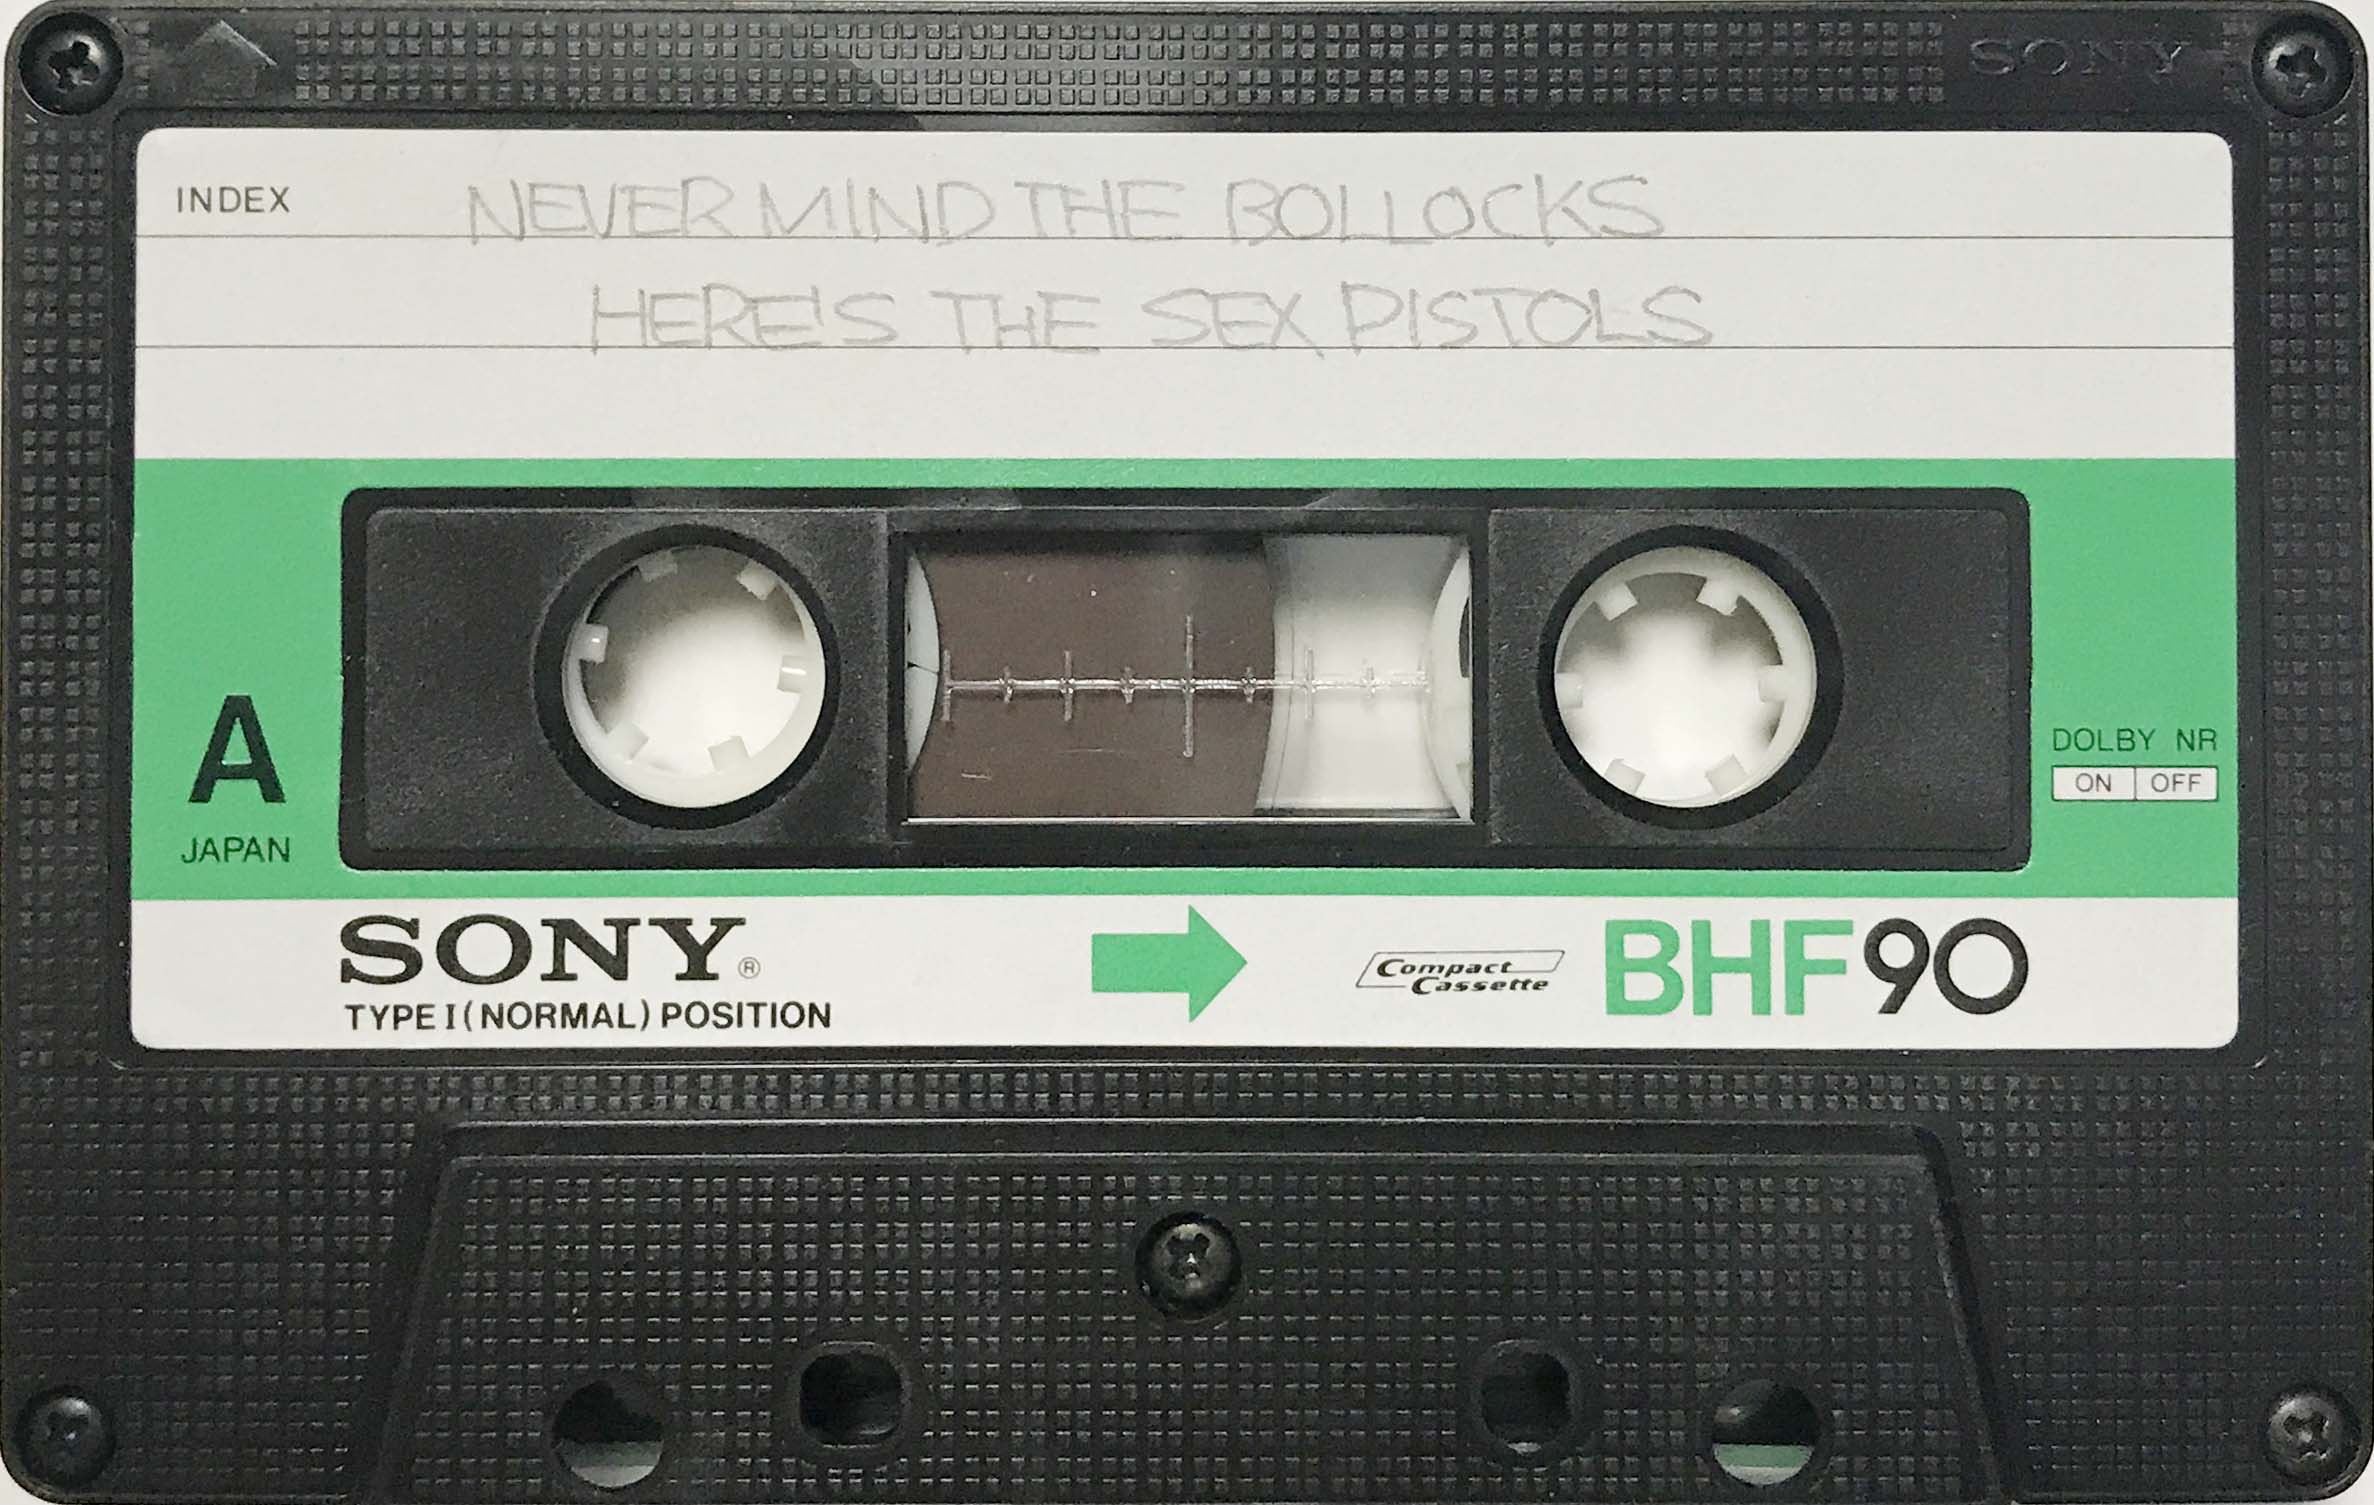 SONY
INDEX
NEVER MIND THE BOLLOCKS
HERE'S THE SEX PISTOLS
A
JAPAN
DOLBY NR
ON OFF
SONY®
TYPE I (NORMAL) POSITION
Compact
Cassette
BHF90